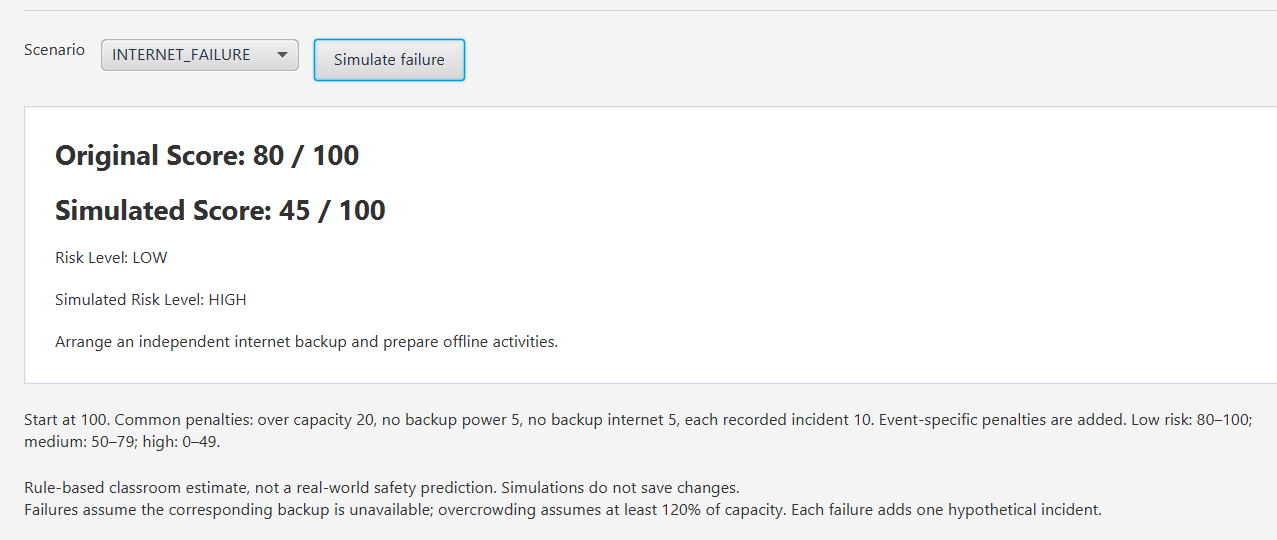 Scenario
INTERNET_FAILURE
Simulate failure
Original Score: 80 / 100
Simulated Score: 45 / 100
Risk Level: LOW
Simulated Risk Level: HIGH
Arrange an independent internet backup and prepare offline activities.
Start at 100. Common penalties: over capacity 20, no backup power 5, no backup internet 5, each recorded incident 10. Event-specific penalties are added. Low risk: 80–100;
medium: 50–79; high: 0–49.
Rule-based classroom estimate, not a real-world safety prediction. Simulations do not save changes.
Failures assume the corresponding backup is unavailable; overcrowding assumes at least 120% of capacity. Each failure adds one hypothetical incident.